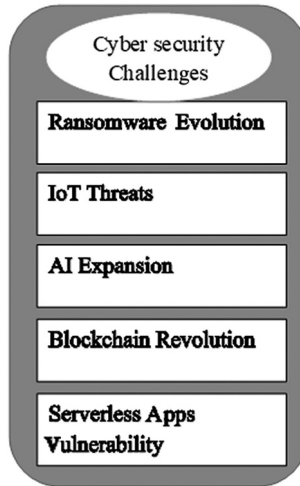 Cyber security
Challenges
Ransomware Evolution
IoT Threats
AI Expansion
Blockchain Revolution
Serverless Apps
Vulnerability